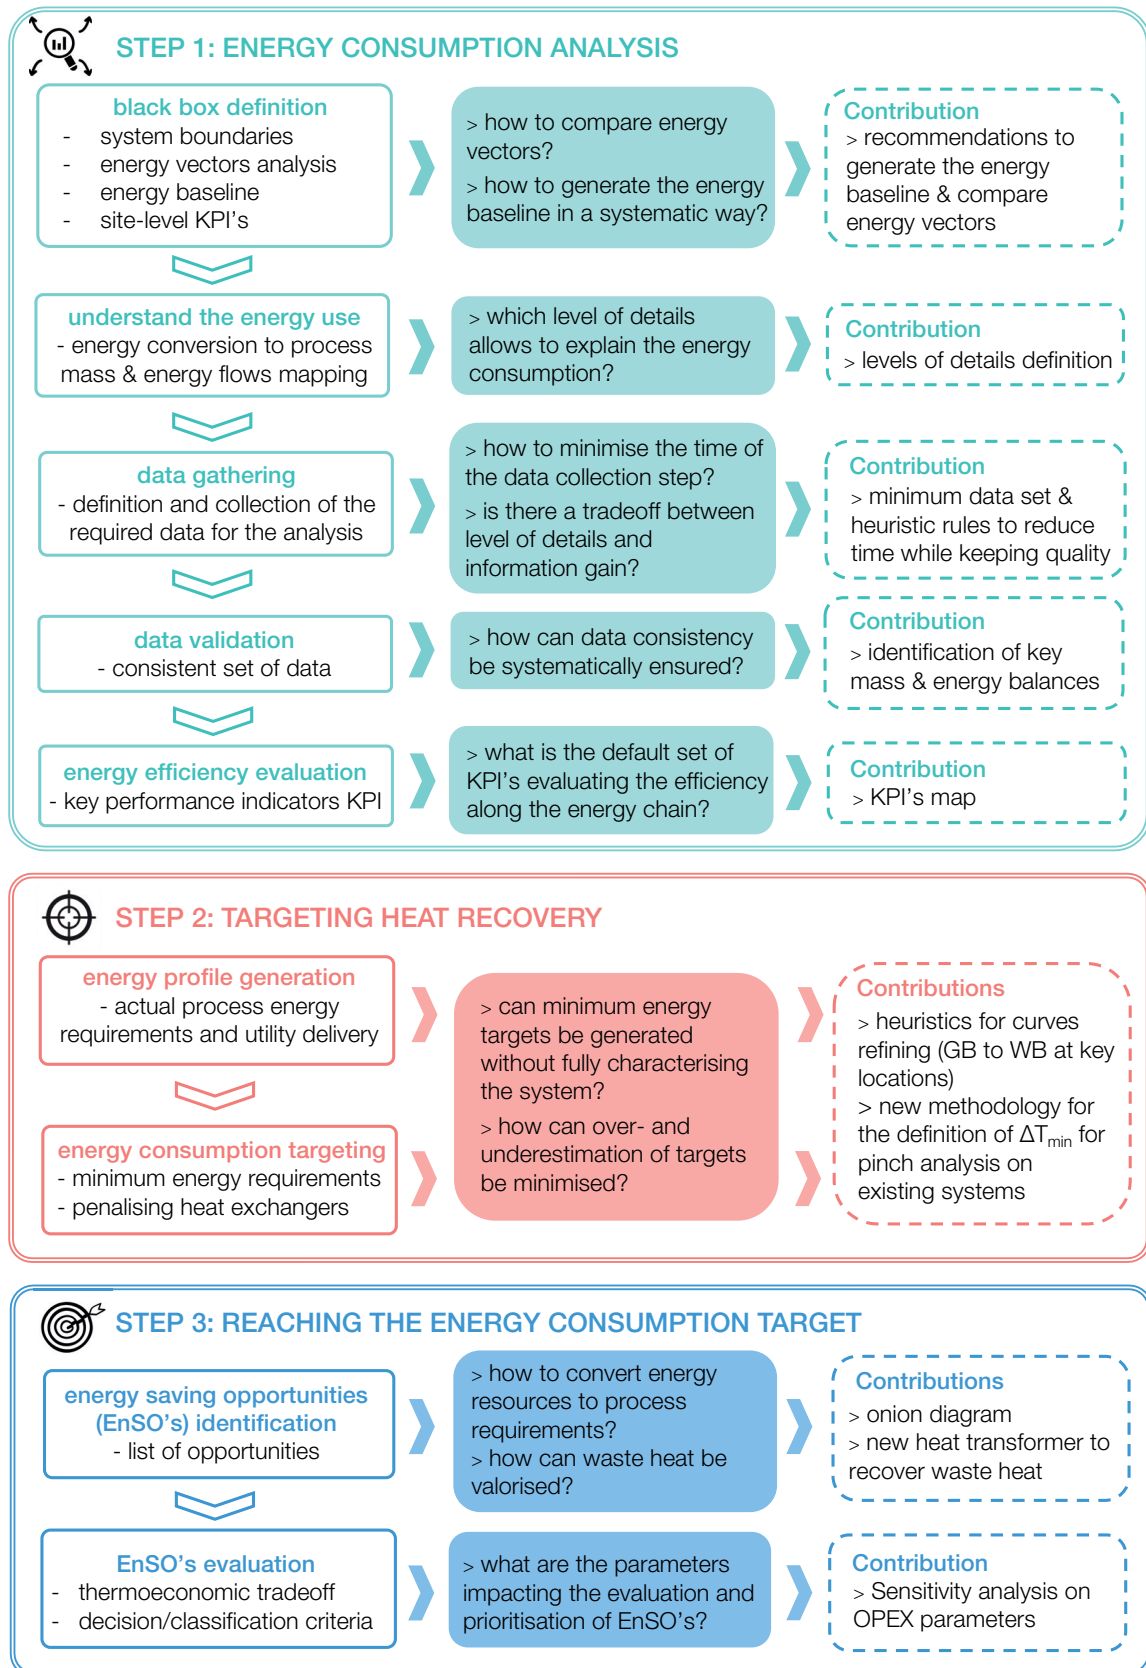 STEP 1: ENERGY CONSUMPTION ANALYSIS
black box definition
- system boundaries
- energy vectors analysis
- energy baseline
- site-level KPI's
> how to compare energy
vectors?
> how to generate the energy
baseline in a systematic way?
Contribution
> recommendations to
generate the energy
baseline & compare
energy vectors
understand the energy use
- energy conversion to process
mass & energy flows mapping
> which level of details
allows to explain the energy
consumption?
Contribution
> levels of details definition
data gathering
- definition and collection of the
required data for the analysis
> how to minimise the time of
the data collection step?
> is there a tradeoff between
level of details and
information gain?
Contribution
> minimum data set &
heuristic rules to reduce
time while keeping quality
data validation
- consistent set of data
> how can data consistency
be systematically ensured?
Contribution
> identification of key
mass & energy balances
energy efficiency evaluation
- key performance indicators KPI
> what is the default set of
KPI's evaluating the efficiency
along the energy chain?
Contribution
> KPI's map
STEP 2: TARGETING HEAT RECOVERY
energy profile generation
- actual process energy
requirements and utility delivery
energy consumption targeting
- minimum energy requirements
- penalising heat exchangers
> can minimum energy
targets be generated
without fully characterising
the system?
> how can over- and
underestimation of targets
be minimised?
Contributions
> heuristics for curves
refining (GB to WB at key
locations)
> new methodology for
the definition of ΔTmin for
pinch analysis on
existing systems
STEP 3: REACHING THE ENERGY CONSUMPTION TARGET
energy saving opportunities
(EnSO's) identification
- list of opportunities
> how to convert energy
resources to process
requirements?
> how can waste heat be
valorised?
Contributions
> onion diagram
> new heat transformer to
recover waste heat
EnSO's evaluation
- thermoeconomic tradeoff
- decision/classification criteria
> what are the parameters
impacting the evaluation and
prioritisation of EnSO's?
Contribution
> Sensitivity analysis on
OPEX parameters